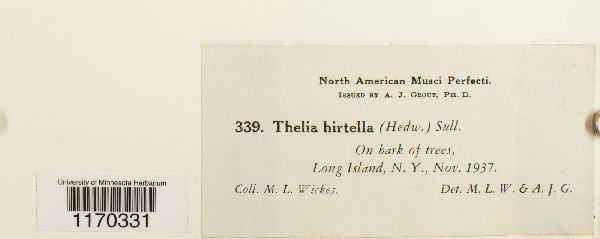 North American Musci Perfecti.
Issued by A. J. Grout, Ph. D.
339. Thelia hirtella (Hedw.) Sull.
On bark of trees,
Long Island, N. Y., Nov. 1937.
Coll. M. L. Wickes. Det. M. L. W. & A. J. G.
University of Minnesota Herbarium
1170331